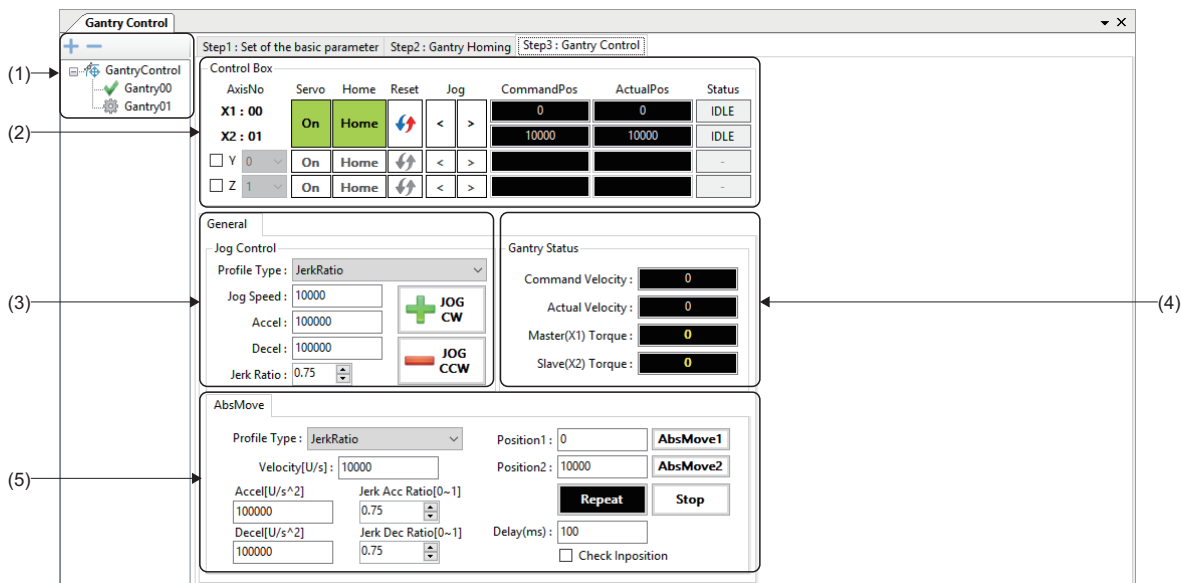 Gantry Control
Step1 : Set of the basic parameter Step2 : Gantry Homing Step3 : Gantry Control
(1)
GantryControl
Gantry00
Gantry01
(2)
Control Box
AxisNo Servo Home Reset Jog CommandPos ActualPos Status
X1 : 00 On Home < > 0 0 IDLE
X2 : 01 10000 10000 IDLE
Y 0 On Home < > -
Z 1 On Home < > -
(3)
General
Jog Control
Profile Type : JerkRatio
Jog Speed : 10000
JOG CW
Accel : 100000
Decel : 100000
JOG CCW
Jerk Ratio : 0.75
(4)
Gantry Status
Command Velocity : 0
Actual Velocity : 0
Master(X1) Torque : 0
Slave(X2) Torque : 0
(5)
AbsMove
Profile Type : JerkRatio
Velocity[U/s] : 10000
Accel[U/s^2] Jerk Acc Ratio[0~1]
100000 0.75
Decel[U/s^2] Jerk Dec Ratio[0~1]
100000 0.75
Position1 : 0 AbsMove1
Position2 : 10000 AbsMove2
Repeat Stop
Delay(ms) : 100
Check Inposition